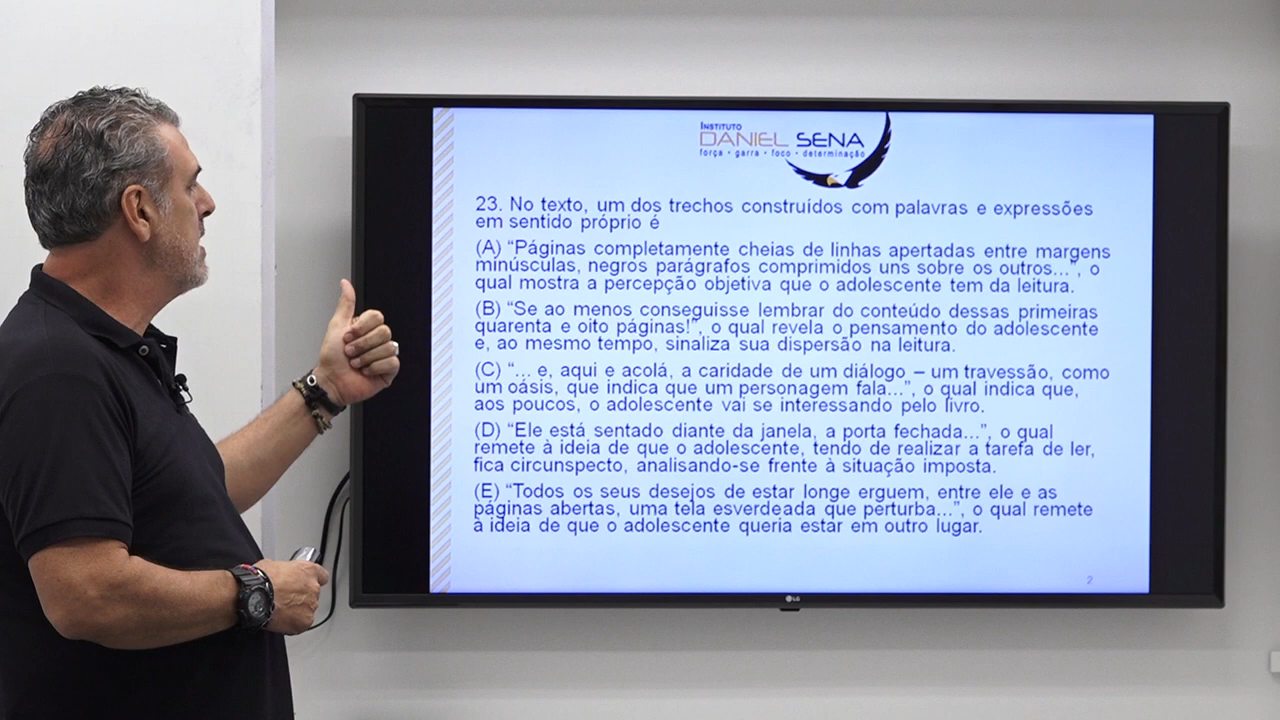 INSTITUTO
DANIEL SENA
força • garra • foco • determinação
23. No texto, um dos trechos construídos com palavras e expressões
em sentido próprio é
(A) “Páginas completamente cheias de linhas apertadas entre margens
minúsculas, negros parágrafos comprimidos uns sobre os outros...”, o
qual mostra a percepção objetiva que o adolescente tem da leitura.
(B) “Se ao menos conseguisse lembrar do conteúdo dessas primeiras
quarenta e oito páginas!”, o qual revela o pensamento do adolescente
e, ao mesmo tempo, sinaliza sua dispersão na leitura.
(C) “... e, aqui e acolá, a caridade de um diálogo – um travessão, como
um oásis, que indica que um personagem fala...”, o qual indica que,
aos poucos, o adolescente vai se interessando pelo livro.
(D) “Ele está sentado diante da janela, a porta fechada...”, o qual
remete à ideia de que o adolescente, tendo de realizar a tarefa de ler,
fica circunspecto, analisando-se frente à situação imposta.
(E) “Todos os seus desejos de estar longe erguem, entre ele e as
páginas abertas, uma tela esverdeada que perturba...”, o qual remete
à ideia de que o adolescente queria estar em outro lugar.
2
LG